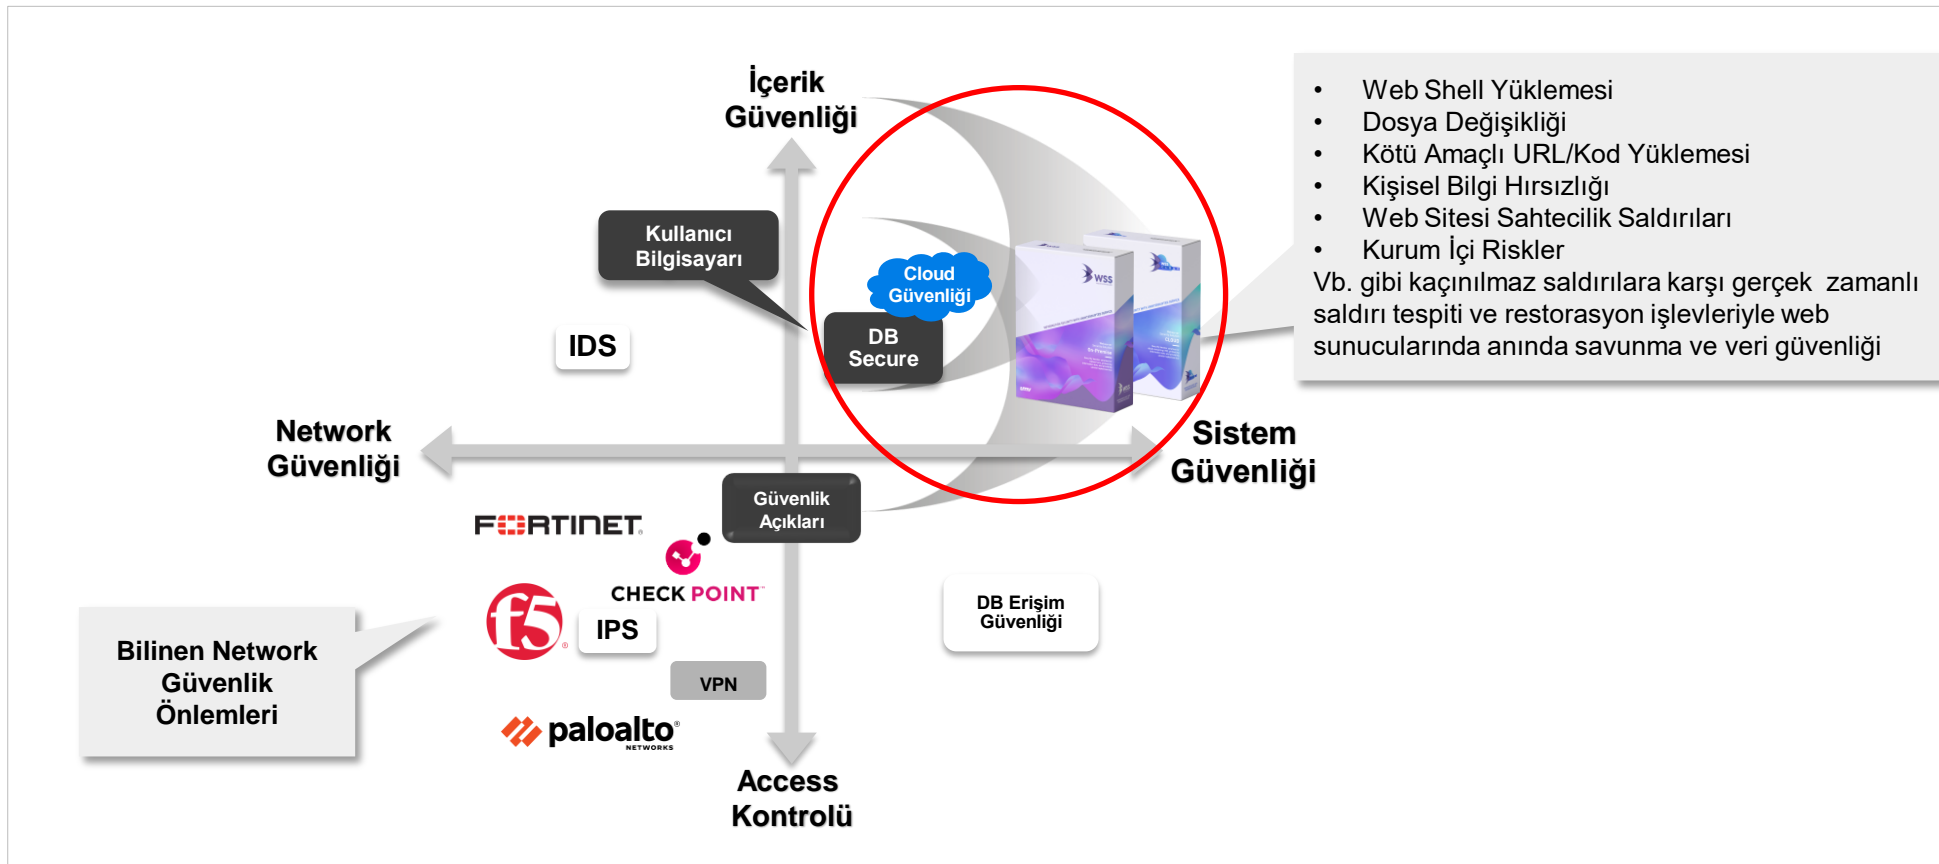 İçerik
Güvenliği
• Web Shell Yüklemesi
• Dosya Değişikliği
• Kötü Amaçlı URL/Kod Yüklemesi
• Kişisel Bilgi Hırsızlığı
• Web Sitesi Sahtecilik Saldırıları
• Kurum İçi Riskler
Vb. gibi kaçınılmaz saldırılara karşı gerçek zamanlı
saldırı tespiti ve restorasyon işlevleriyle web
sunucularında anında savunma ve veri güvenliği
Kullanıcı
Bilgisayarı
Cloud
Güvenliği
WSS
DB
Secure
IDS
Network
Güvenliği
Sistem
Güvenliği
Güvenlik
Açıkları
FORTINET
CHECK POINT
f5
IPS
DB Erişim
Güvenliği
Bilinen Network
Güvenlik
Önlemleri
VPN
paloalto
NETWORKS
Access
Kontrolü